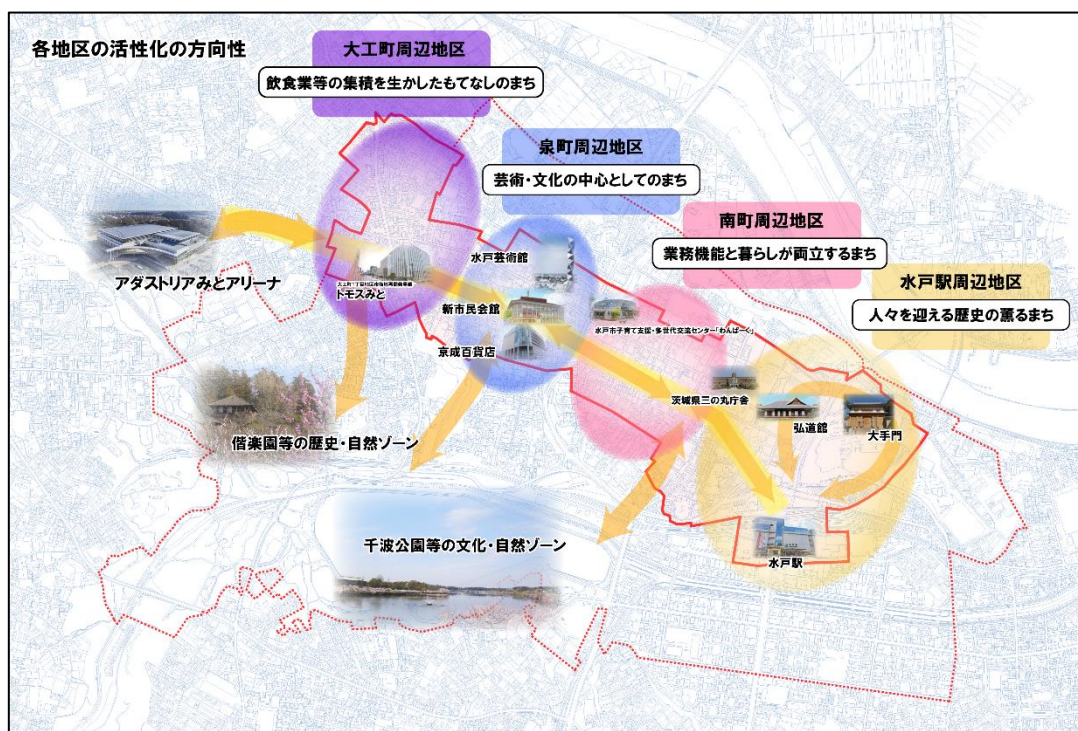 各地区の活性化の方向性
大工町周辺地区
飲食業等の集積を生かしたもてなしのまち
泉町周辺地区
芸術・文化の中心としてのまち
南町周辺地区
業務機能と暮らしが両立するまち
水戸駅周辺地区
人々を迎える歴史の薫るまち
アダストリアみとアリーナ
トモスみと
水戸芸術館
新市民会館
京成百貨店
水戸市子育て支援・多世代交流センター「わんぱーく」
茨城県三の丸庁舎
弘道館
大手門
偕楽園等の歴史・自然ゾーン
千波公園等の文化・自然ゾーン
水戸駅